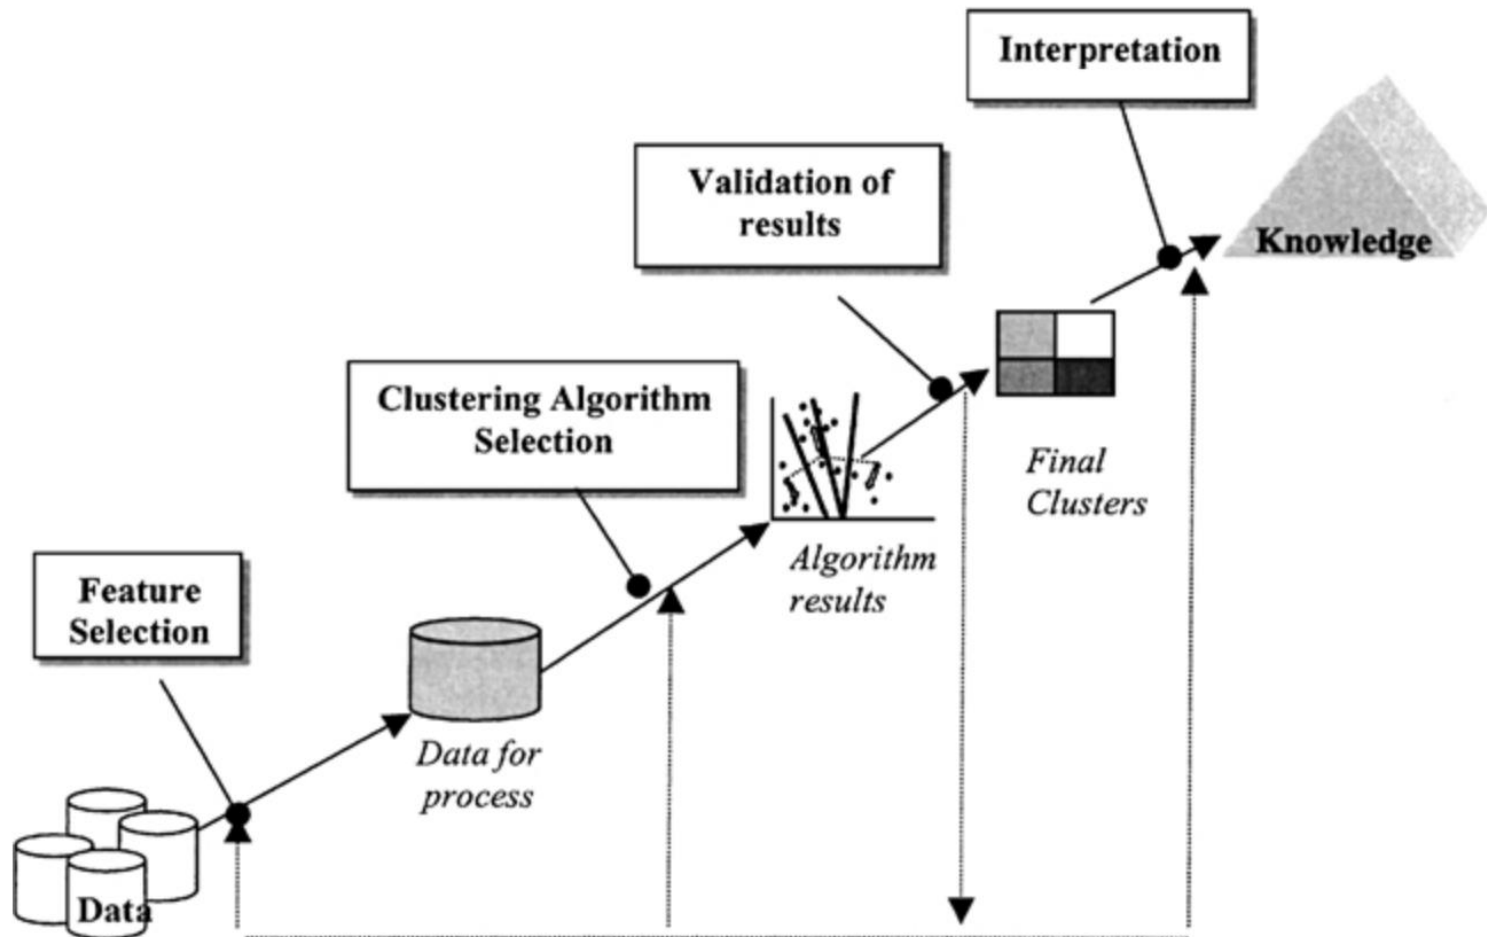 Interpretation
Validation of
results
Knowledge
Clustering Algorithm
Selection
Final
Clusters
Algorithm
results
Feature
Selection
Data for
process
Data